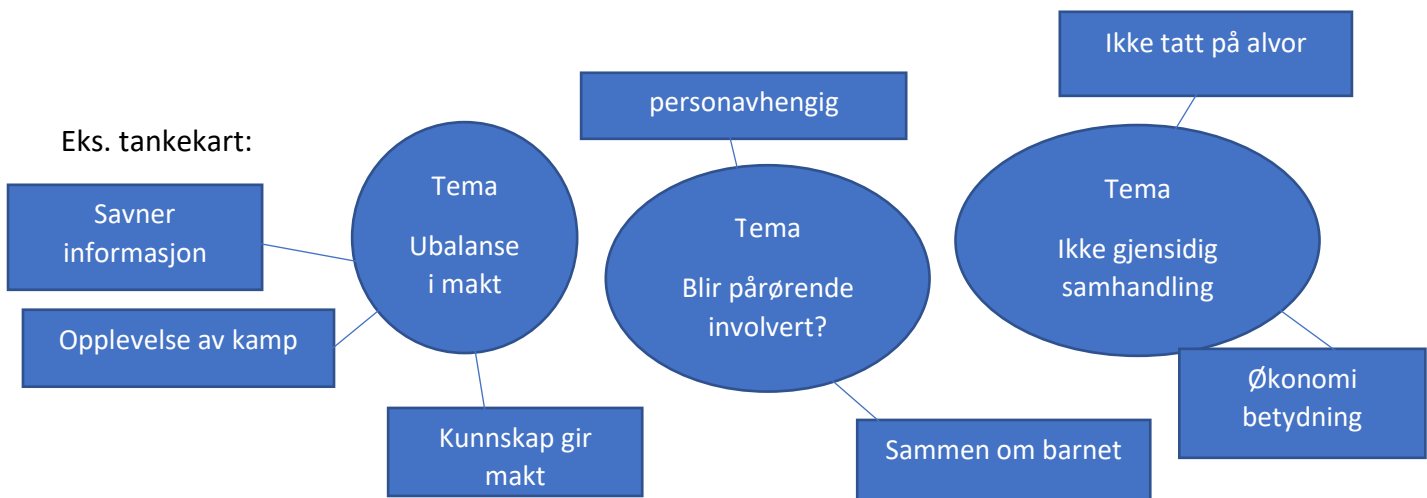 Eks. tankekart:
Savner
informasjon
Opplevelse av kamp
Tema
Ubalanse
i makt
Kunnskap gir
makt
personavhengig
Tema
Blir pårørende
involvert?
Sammen om barnet
Ikke tatt på alvor
Tema
Ikke gjensidig
samhandling
Økonomi
betydning